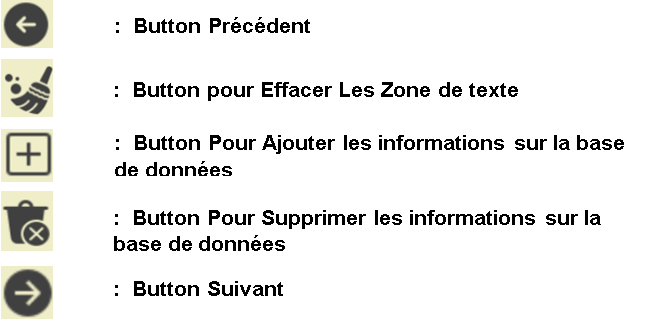 : Button Précédent
: Button pour Effacer Les Zone de texte
: Button Pour Ajouter les informations sur la base
de données
: Button Pour Supprimer les informations sur la
base de données
: Button Suivant